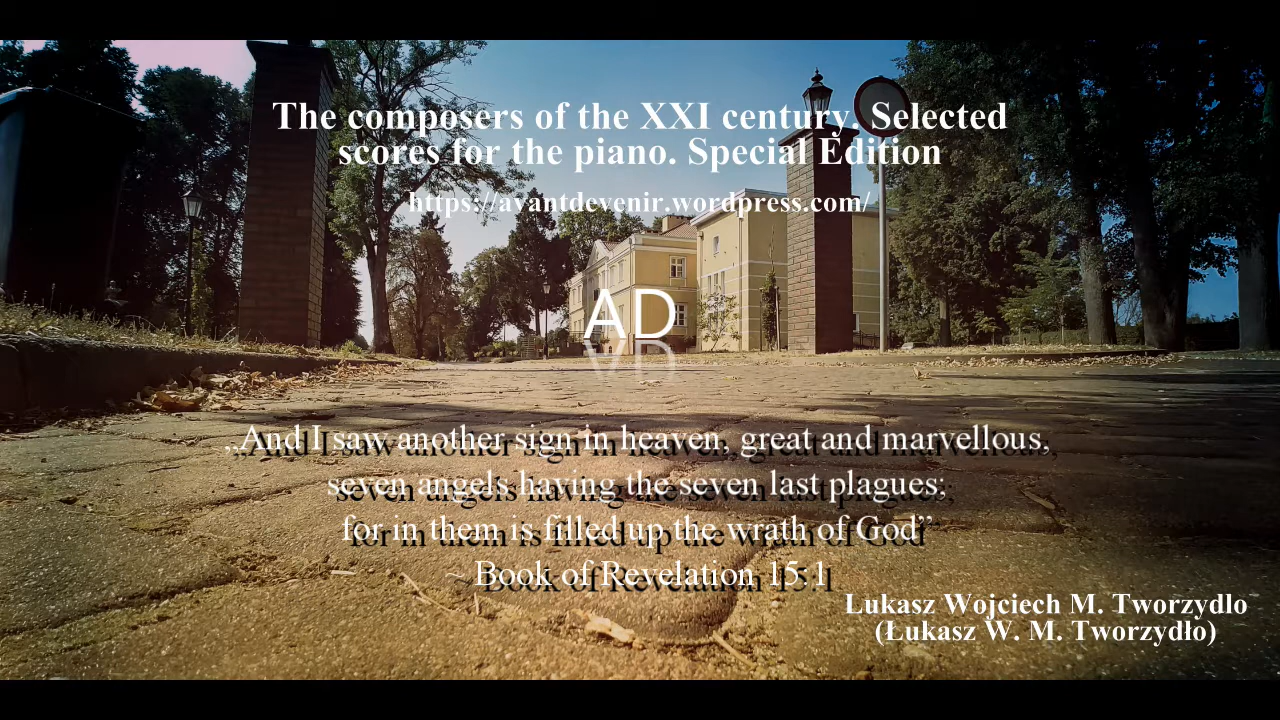 The composers of the XXI century. Selected
scores for the piano. Special Edition
https://avantdevenir.wordpress.com/
AD
„And I saw another sign in heaven, great and marvellous,
seven angels having the seven last plagues;
for in them is filled up the wrath of God”
~ Book of Revelation 15:1
Lukasz Wojciech M. Tworzydlo
(Łukasz W. M. Tworzydło)